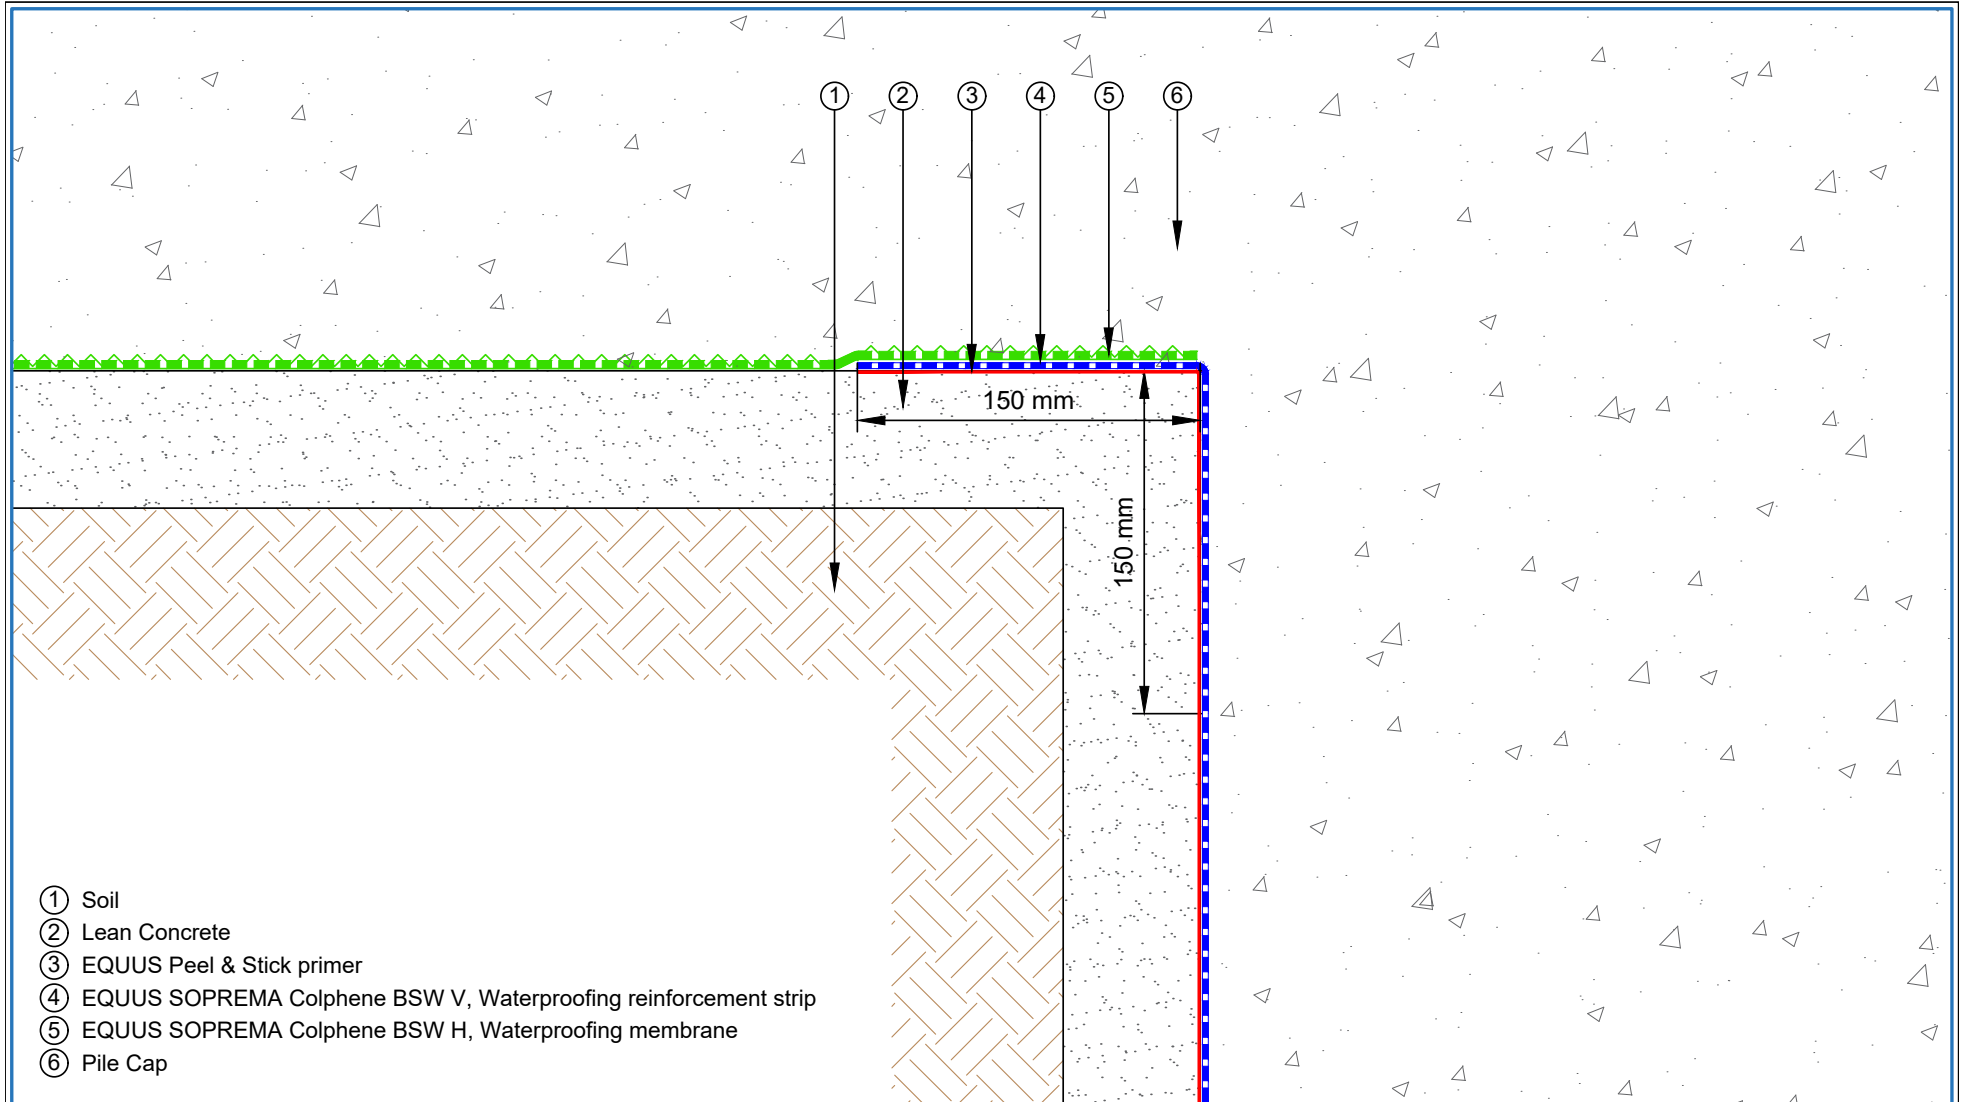 1 2 3 4 5 6
150 mm
150 mm
1 Soil
2 Lean Concrete
3 EQUUS Peel & Stick primer
4 EQUUS SOPREMA Colphene BSW V, Waterproofing reinforcement strip
5 EQUUS SOPREMA Colphene BSW H, Waterproofing membrane
6 Pile Cap